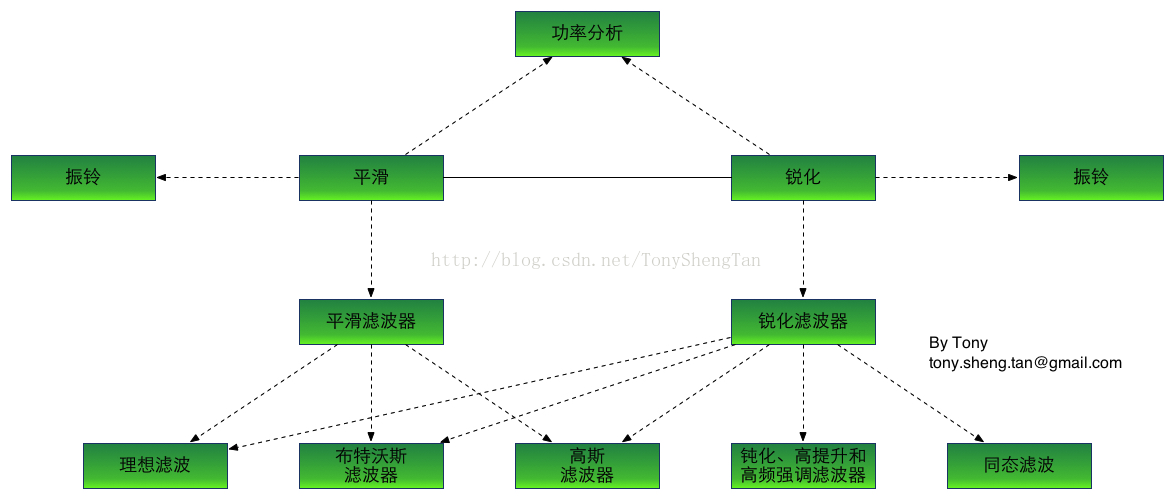 功率分析
振铃
平滑
锐化
振铃
http://blog.csdn.net/TonyShengTan
平滑滤波器
锐化滤波器
By Tony
tony.sheng.tan@gmail.com
理想滤波
布特沃斯
滤波器
高斯
滤波器
钝化、高提升和
高频强调滤波器
同态滤波